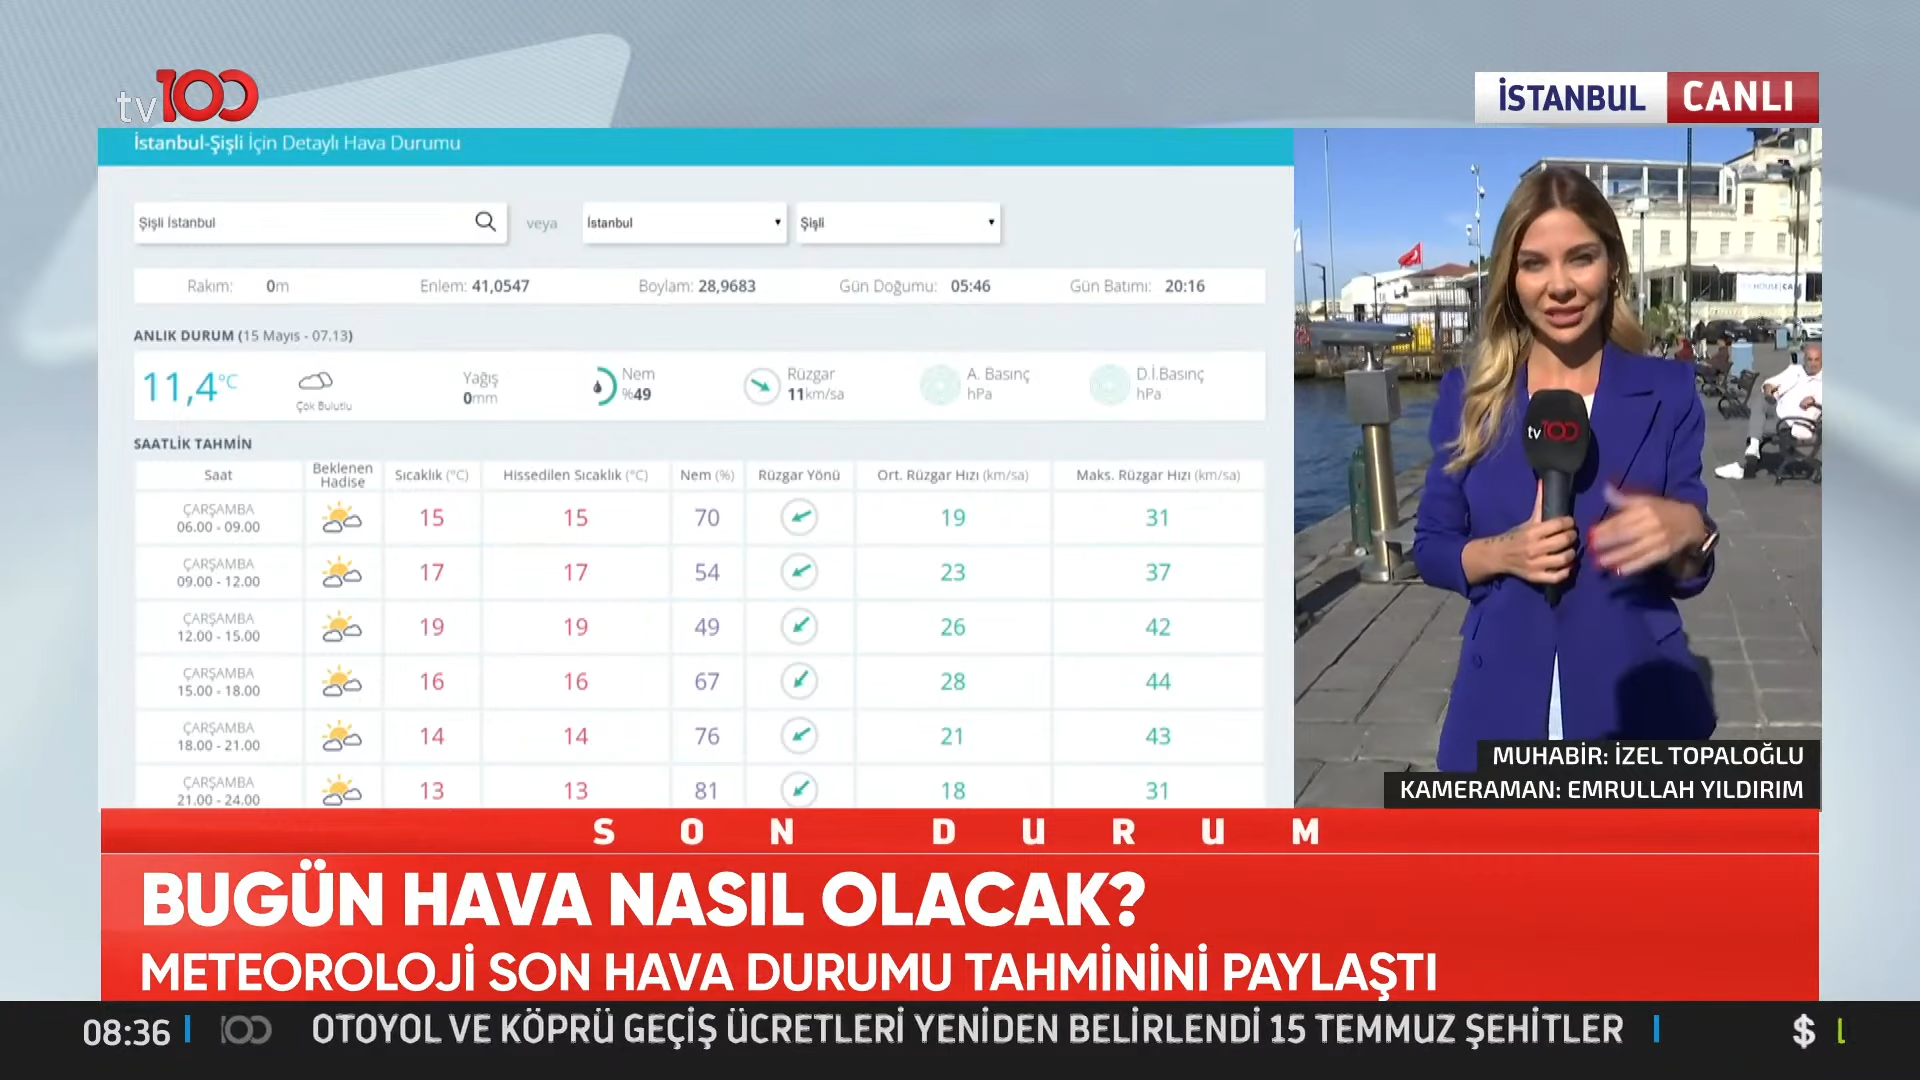 tv100
İSTANBUL CANLI
İstanbul-Şişli İçin Detaylı Hava Durumu
Şişli İstanbul veya İstanbul Şişli
Rakım: 0m Enlem: 41,0547 Boylam: 28,9683 Gün Doğumu: 05:46 Gün Batımı: 20:16
ANLIK DURUM (15 Mayıs - 07.13)
11,4°C Çok Bulutlu Yağış 0mm Nem %49 Rüzgar 11km/sa A. Basınç hPa D.İ.Basınç hPa
SAATLİK TAHMİN
Saat Beklenen Hadise Sıcaklık (°C) Hissedilen Sıcaklık (°C) Nem (%) Rüzgar Yönü Ort. Rüzgar Hızı (km/sa) Maks. Rüzgar Hızı (km/sa)
ÇARŞAMBA 06.00 - 09.00 15 15 70 19 31
ÇARŞAMBA 09.00 - 12.00 17 17 54 23 37
ÇARŞAMBA 12.00 - 15.00 19 19 49 26 42
ÇARŞAMBA 15.00 - 18.00 16 16 67 28 44
ÇARŞAMBA 18.00 - 21.00 14 14 76 21 43
ÇARŞAMBA 21.00 - 24.00 13 13 81 18 31
tv100
MUHABİR: İZEL TOPALOĞLU
KAMERAMAN: EMRULLAH YILDIRIM
SON DURUM
BUGÜN HAVA NASIL OLACAK?
METEOROLOJİ SON HAVA DURUMU TAHMİNİNİ PAYLAŞTI
08:36 100 OTOYOL VE KÖPRÜ GEÇİŞ ÜCRETLERİ YENİDEN BELİRLENDİ 15 TEMMUZ ŞEHİTLER $